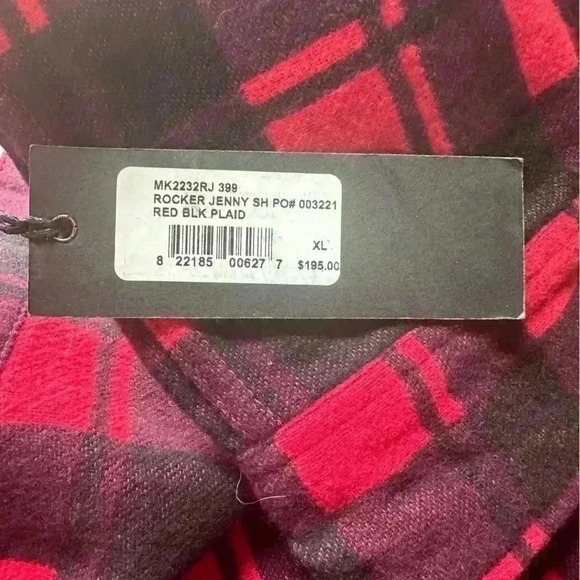 MK2232RJ 399
ROCKER JENNY SH PO# 003221
RED BLK PLAID
XL
8 22185 00627 7 $195.00